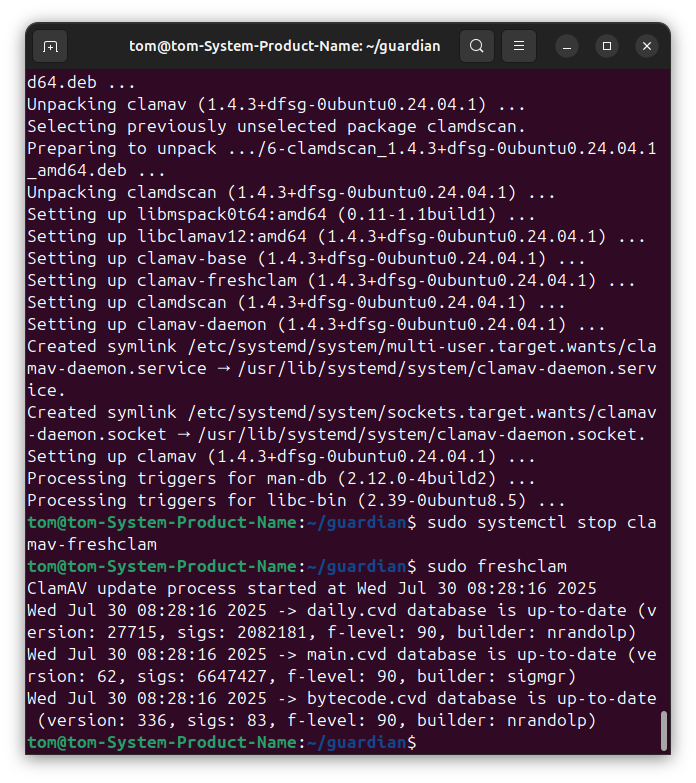 tom@tom-System-Product-Name: ~/guardian
d64.deb ...
Unpacking clamav (1.4.3+dfsg-0ubuntu0.24.04.1) ...
Selecting previously unselected package clamdscan.
Preparing to unpack .../6-clamdscan_1.4.3+dfsg-0ubuntu0.24.04.1
_amd64.deb ...
Unpacking clamdscan (1.4.3+dfsg-0ubuntu0.24.04.1) ...
Setting up libmspack0t64:amd64 (0.11-1.1build1) ...
Setting up libclamav12:amd64 (1.4.3+dfsg-0ubuntu0.24.04.1) ...
Setting up clamav-base (1.4.3+dfsg-0ubuntu0.24.04.1) ...
Setting up clamav-freshclam (1.4.3+dfsg-0ubuntu0.24.04.1) ...
Setting up clamdscan (1.4.3+dfsg-0ubuntu0.24.04.1) ...
Setting up clamav-daemon (1.4.3+dfsg-0ubuntu0.24.04.1) ...
Created symlink /etc/systemd/system/multi-user.target.wants/cla
mav-daemon.service → /usr/lib/systemd/system/clamav-daemon.serv
ice.
Created symlink /etc/systemd/system/sockets.target.wants/clamav
-daemon.socket → /usr/lib/systemd/system/clamav-daemon.socket.
Setting up clamav (1.4.3+dfsg-0ubuntu0.24.04.1) ...
Processing triggers for man-db (2.12.0-4build2) ...
Processing triggers for libc-bin (2.39-0ubuntu8.5) ...
tom@tom-System-Product-Name:~/guardian$ sudo systemctl stop cla
mav-freshclam
tom@tom-System-Product-Name:~/guardian$ sudo freshclam
ClamAV update process started at Wed Jul 30 08:28:16 2025
Wed Jul 30 08:28:16 2025 -> daily.cvd database is up-to-date (v
ersion: 27715, sigs: 2082181, f-level: 90, builder: nrandolp)
Wed Jul 30 08:28:16 2025 -> main.cvd database is up-to-date (ve
rsion: 62, sigs: 6647427, f-level: 90, builder: sigmgr)
Wed Jul 30 08:28:16 2025 -> bytecode.cvd database is up-to-date
 (version: 336, sigs: 83, f-level: 90, builder: nrandolp)
tom@tom-System-Product-Name:~/guardian$